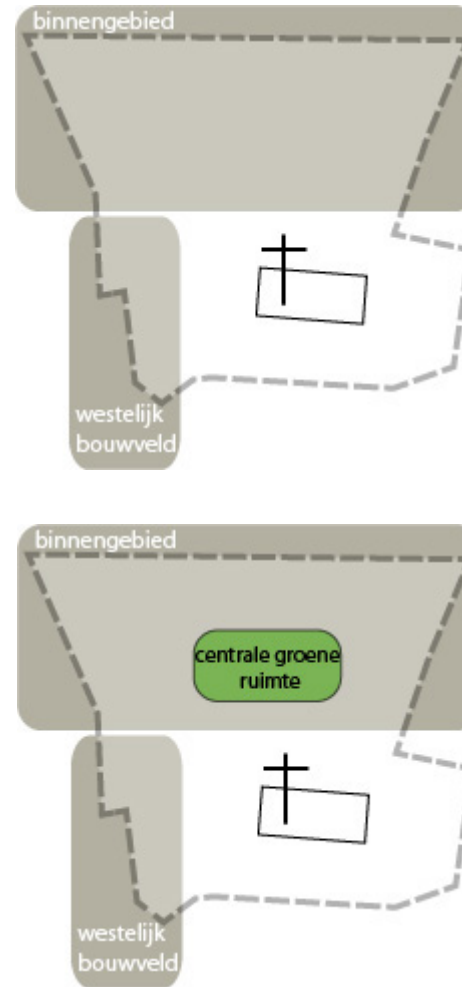 binnengebied
westelijk
bouwveld
binnengebied
centrale groene
ruimte
westelijk
bouwveld